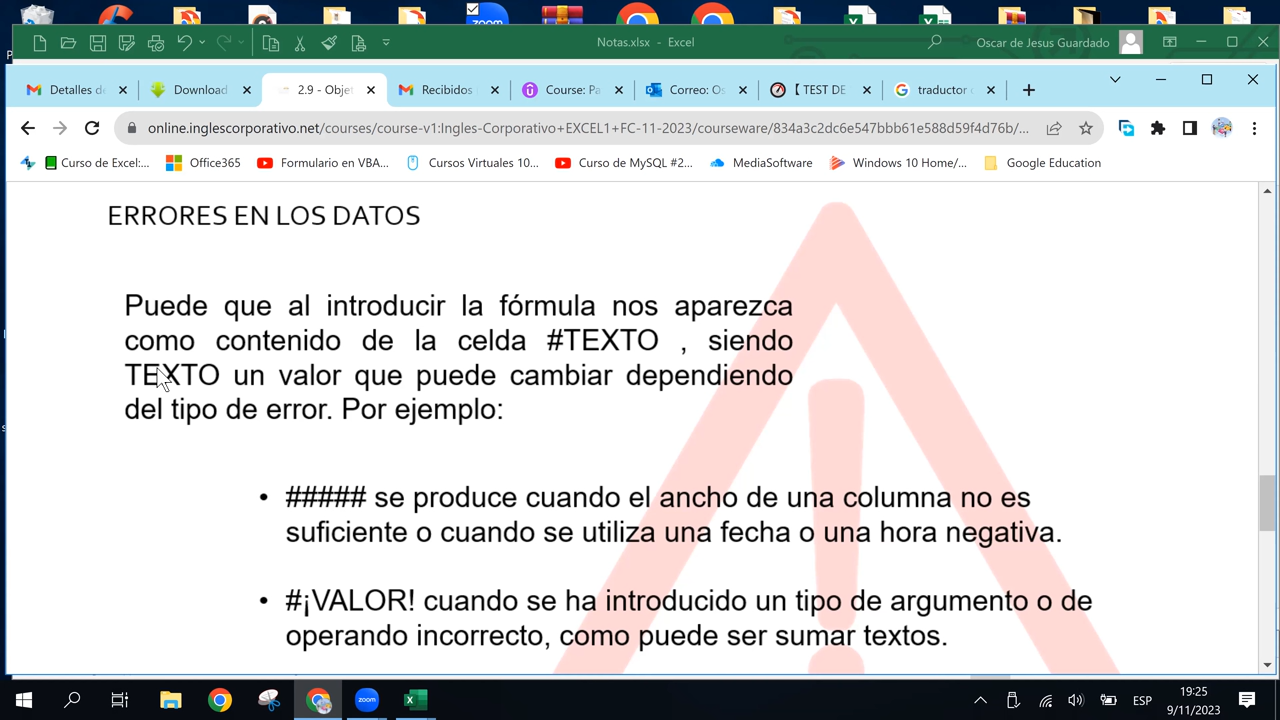 zoom
Notas.xlsx - Excel
Oscar de Jesus Guardado
Detalles de
Download
2.9 - Objet
Recibidos
Course: Pa
Correo: Os
【 TEST DE
traductor
online.inglescorporativo.net/courses/course-v1:Ingles-Corporativo+EXCEL1+FC-11-2023/courseware/834a3c2dc6e547bbb61e588d59f4d76b/...
Curso de Excel:...
Office365
Formulario en VBA...
Cursos Virtuales 10...
Curso de MySQL #2...
MediaSoftware
Windows 10 Home/...
Google Education
ERRORES EN LOS DATOS
Puede que al introducir la fórmula nos aparezca
como contenido de la celda #TEXTO , siendo
TEXTO un valor que puede cambiar dependiendo
del tipo de error. Por ejemplo:
• ##### se produce cuando el ancho de una columna no es
suficiente o cuando se utiliza una fecha o una hora negativa.
• #¡VALOR! cuando se ha introducido un tipo de argumento o de
operando incorrecto, como puede ser sumar textos.
zoom
ESP
19:25
9/11/2023